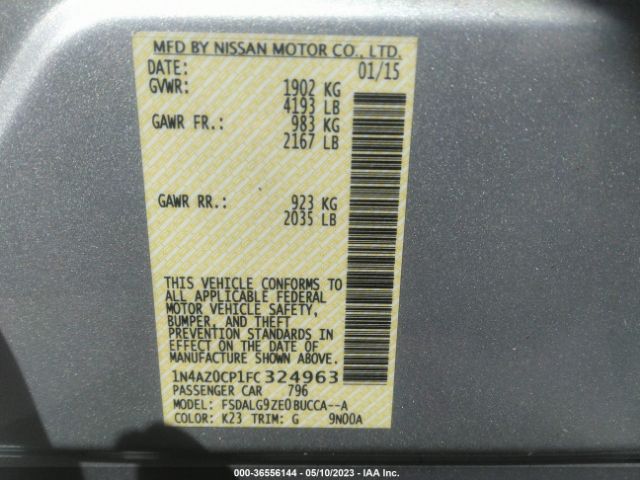 MFD BY NISSAN MOTOR CO., LTD.
DATE: 01/15
GVWR: 1902 KG
4193 LB
GAWR FR.: 983 KG
2167 LB
GAWR RR.: 923 KG
2035 LB
THIS VEHICLE CONFORMS TO
ALL APPLICABLE FEDERAL
MOTOR VEHICLE SAFETY,
BUMPER, AND THEFT
PREVENTION STANDARDS IN
EFFECT ON THE DATE OF
MANUFACTURE SHOWN ABOVE.
1N4AZ0CP1FC324963
PASSENGER CAR 796
MODEL: FSDALG9ZE0BUCCA--A
COLOR: K23 TRIM: G 9N00A
000-36556144 — 05/10/2023 — IAA Inc.